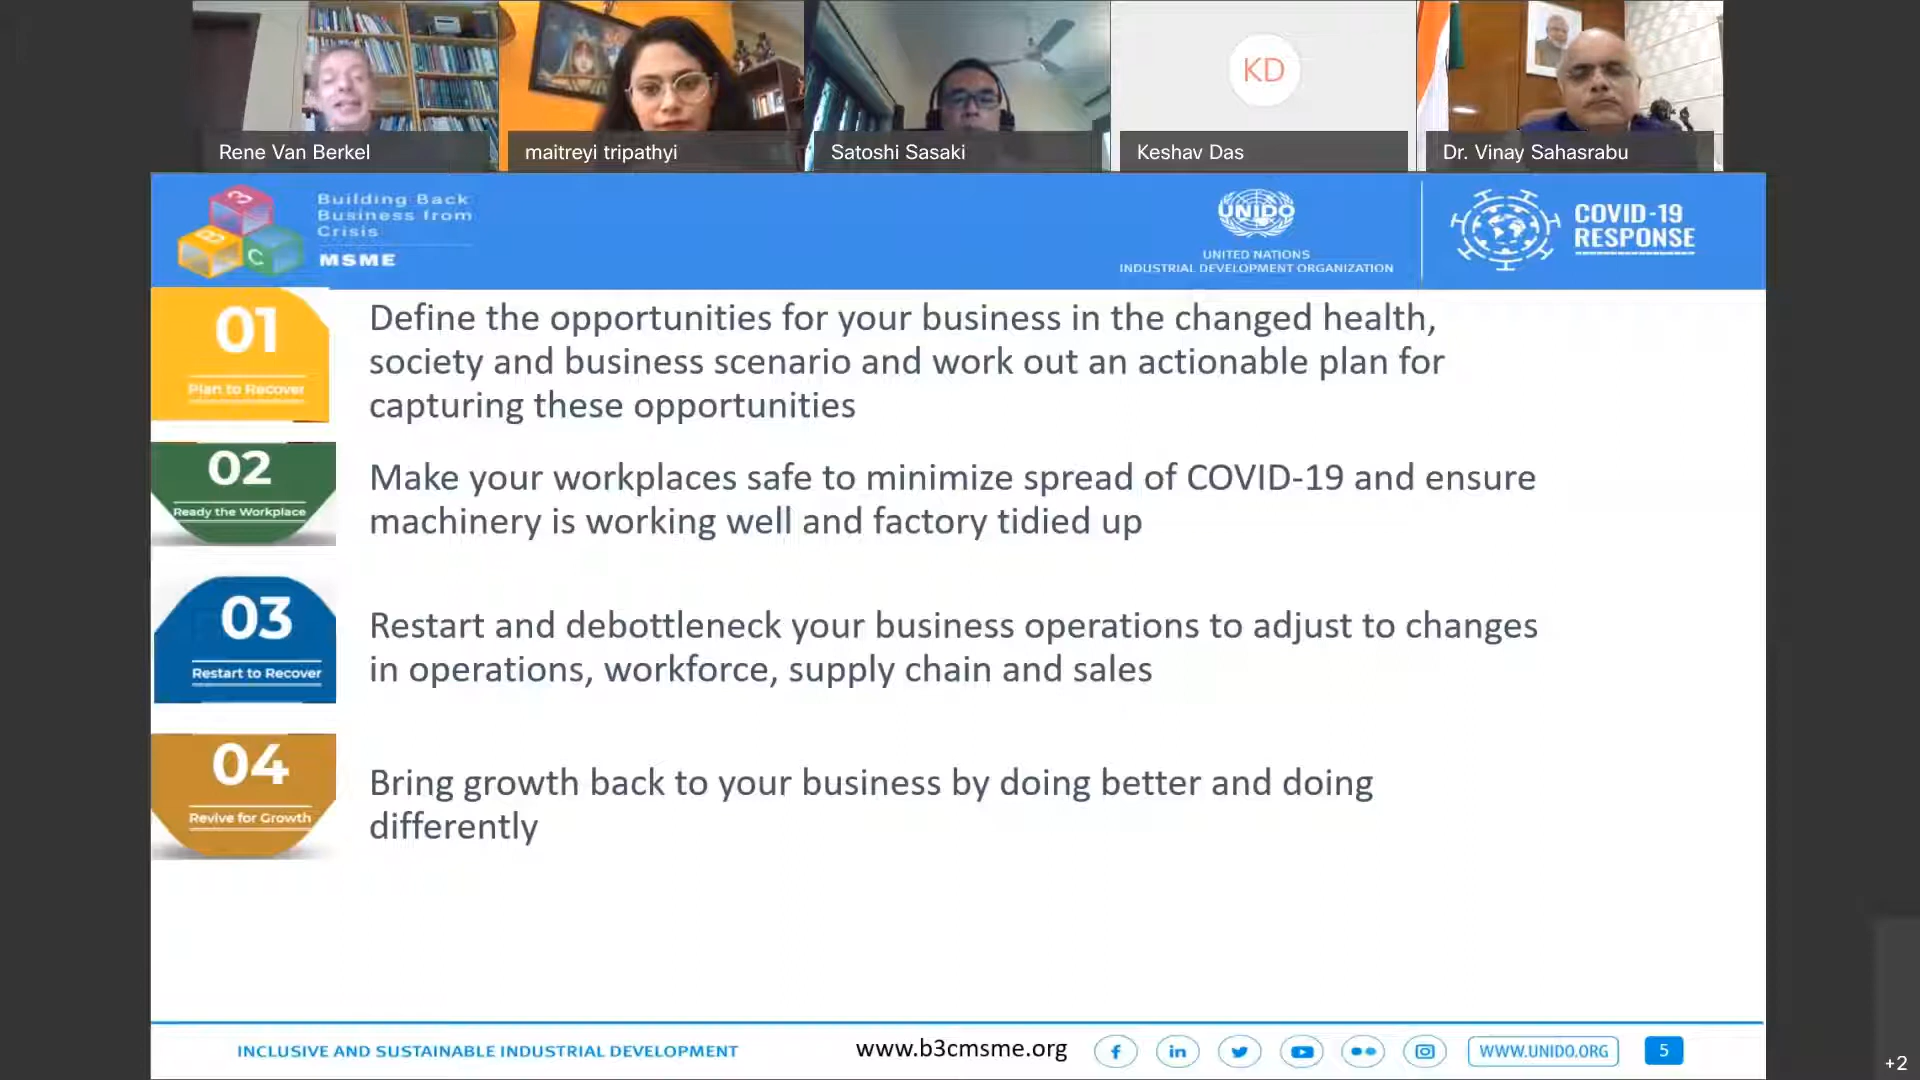 KD
Rene Van Berkel
maitreyi tripathyi
Satoshi Sasaki
Keshav Das
Dr. Vinay Sahasrabu
3
B
C
Building Back
Business from
Crisis
MSME
UNIDO
UNITED NATIONS
INDUSTRIAL DEVELOPMENT ORGANIZATION
COVID-19
RESPONSE
01
Plan to Recover
Define the opportunities for your business in the changed health,
society and business scenario and work out an actionable plan for
capturing these opportunities
02
Ready the Workplace
Make your workplaces safe to minimize spread of COVID-19 and ensure
machinery is working well and factory tidied up
03
Restart to Recover
Restart and debottleneck your business operations to adjust to changes
in operations, workforce, supply chain and sales
04
Revive for Growth
Bring growth back to your business by doing better and doing
differently
INCLUSIVE AND SUSTAINABLE INDUSTRIAL DEVELOPMENT
www.b3cmsme.org
f
in
WWW.UNIDO.ORG
5
+2